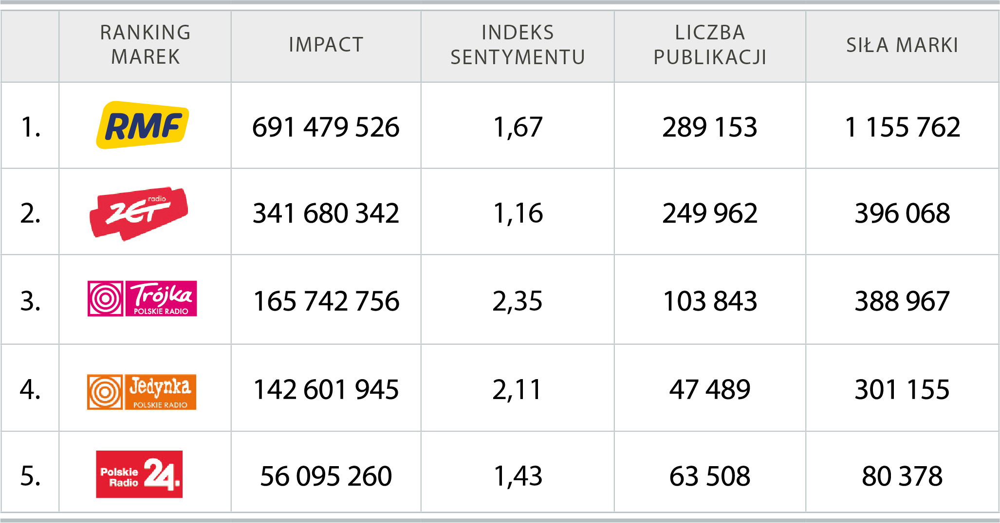 RANKING
MAREK
IMPACT
INDEKS
SENTYMENTU
LICZBA
PUBLIKACJI
SIŁA MARKI
1.
RMF
691 479 526
1,67
289 153
1 155 762
2.
radio
ZET
341 680 342
1,16
249 962
396 068
3.
Trójka
POLSKIE RADIO
165 742 756
2,35
103 843
388 967
4.
Jedynka
POLSKIE RADIO
142 601 945
2,11
47 489
301 155
5.
Polskie
Radio
24.
56 095 260
1,43
63 508
80 378